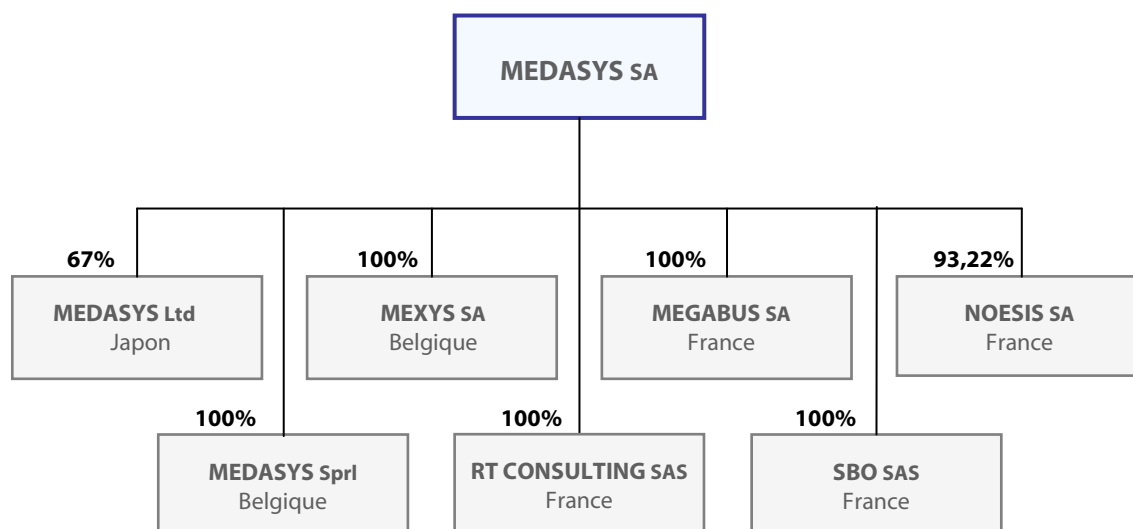 MEDASYS SA
67%
100%
100%
93,22%
MEDASYS Ltd
Japon
MEXYS SA
Belgique
MEGABUS SA
France
NOESIS SA
France
100%
100%
100%
MEDASYS Sprl
Belgique
RT CONSULTING SAS
France
SBO SAS
France